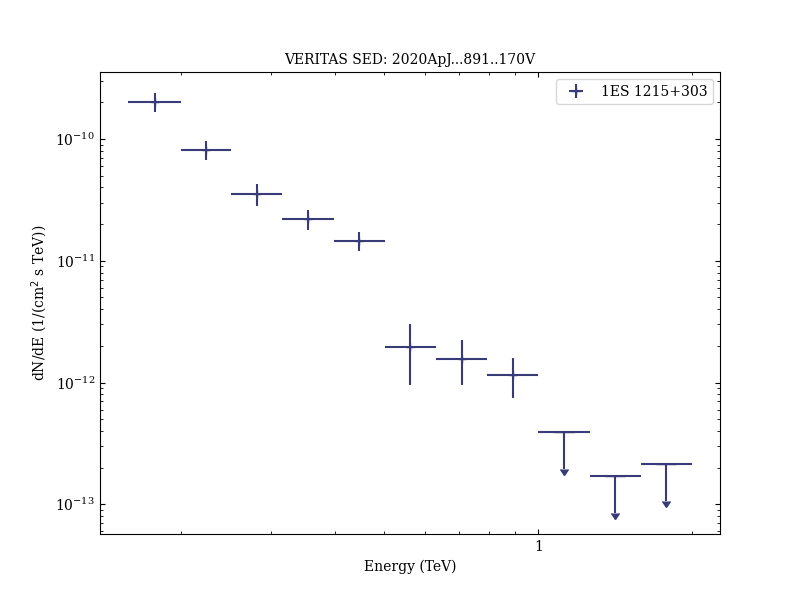 VERITAS SED: 2020ApJ...891..170V
1ES 1215+303
10⁻¹⁰
10⁻¹¹
10⁻¹²
10⁻¹³
dN/dE (1/(cm² s TeV))
1
Energy (TeV)